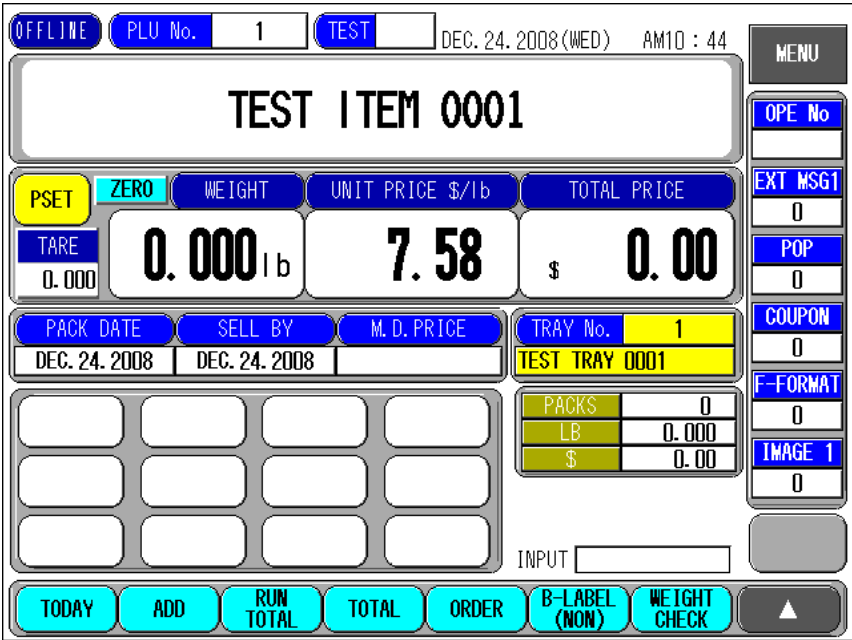 OFFLINE PLU No. 1 TEST DEC. 24. 2008(WED) AM10 : 44
MENU
TEST ITEM 0001
OPE No
PSET ZERO WEIGHT UNIT PRICE $/lb TOTAL PRICE
EXT MSG1
0
TARE
0.000
0.000 lb 7.58 $ 0.00
POP
0
PACK DATE SELL BY M.D.PRICE TRAY No. 1
DEC. 24. 2008 DEC. 24. 2008 TEST TRAY 0001
COUPON
0
F-FORMAT
0
PACKS 0
LB 0.000
$ 0.00
IMAGE 1
0
INPUT
TODAY ADD RUN TOTAL TOTAL ORDER B-LABEL (NON) WEIGHT CHECK ▲